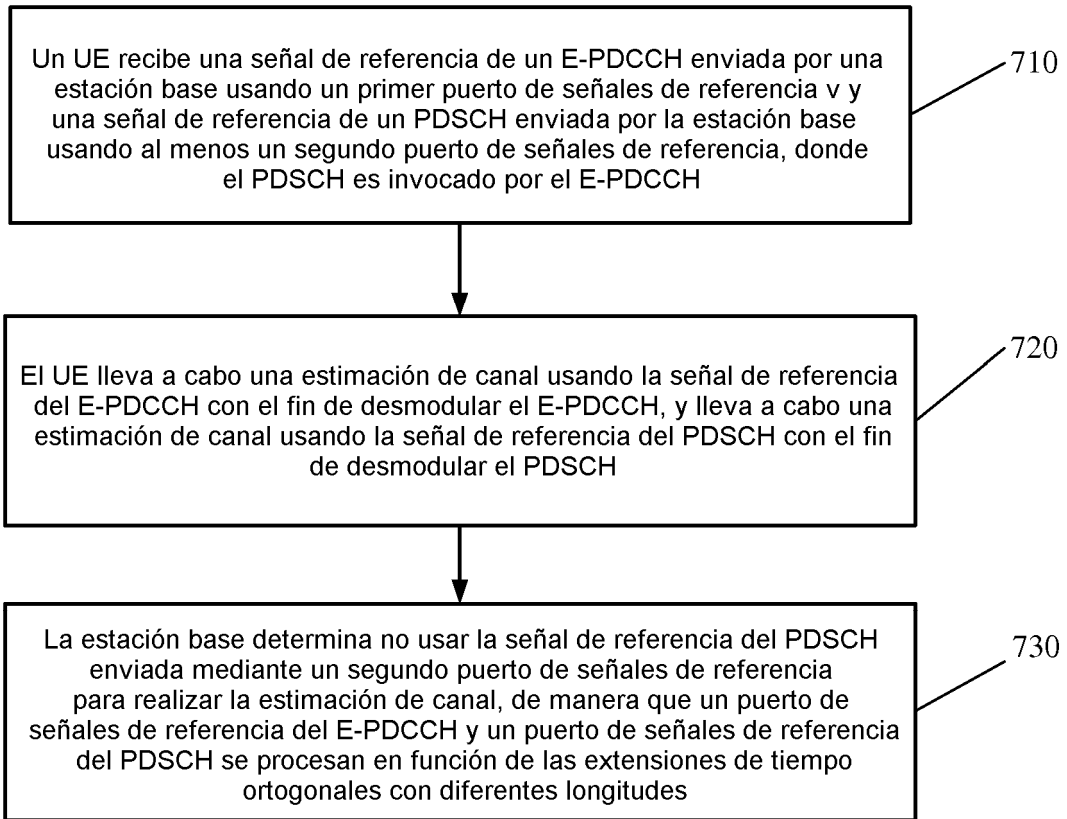 Un UE recibe una señal de referencia de un E-PDCCH enviada por una
estación base usando un primer puerto de señales de referencia v y
una señal de referencia de un PDSCH enviada por la estación base
usando al menos un segundo puerto de señales de referencia, donde
el PDSCH es invocado por el E-PDCCH
710
El UE lleva a cabo una estimación de canal usando la señal de referencia
del E-PDCCH con el fin de desmodular el E-PDCCH, y lleva a cabo una
estimación de canal usando la señal de referencia del PDSCH con el fin
de desmodular el PDSCH
720
La estación base determina no usar la señal de referencia del PDSCH
enviada mediante un segundo puerto de señales de referencia
para realizar la estimación de canal, de manera que un puerto de
señales de referencia del E-PDCCH y un puerto de señales de referencia
del PDSCH se procesan en función de las extensiones de tiempo
ortogonales con diferentes longitudes
730